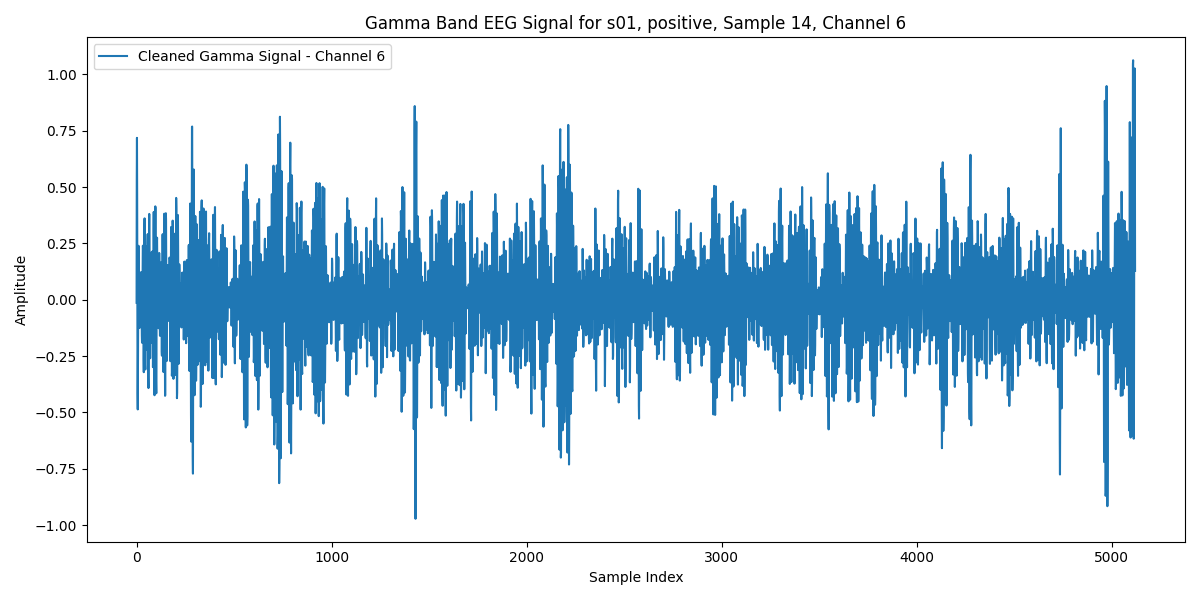 Gamma Band EEG Signal for s01, positive, Sample 14, Channel 6
Cleaned Gamma Signal - Channel 6
1.00
0.75
0.50
0.25
0.00
−0.25
−0.50
−0.75
−1.00
Amplitude
0 1000 2000 3000 4000 5000
Sample Index